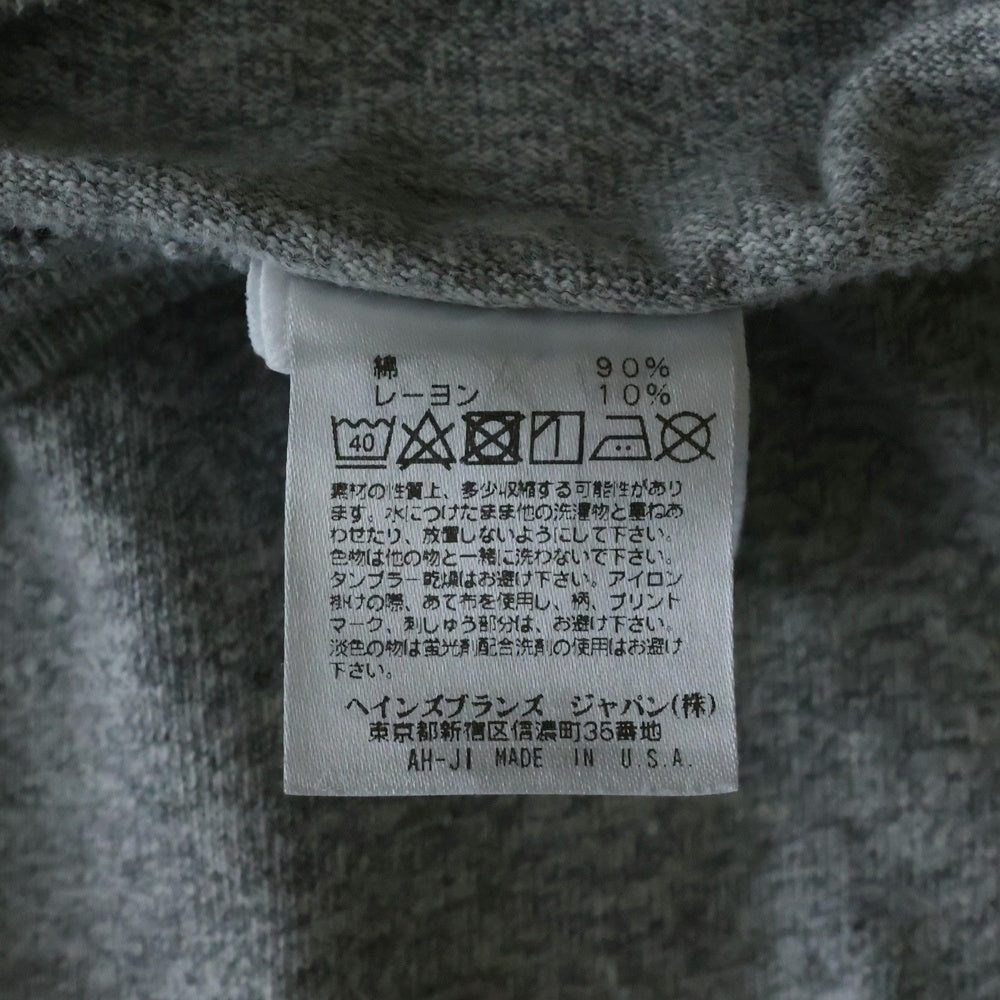 綿 90%
レーヨン 10%
40
素材の性質上、多少収縮する可能性があり
ます。水につけたまま他の洗濯物と重ねあ
わせたり、放置しないようにして下さい。
色物は他の物と一緒に洗わないで下さい。
タンブラー乾燥はお避け下さい。アイロン
掛けの際、あて布を使用し、柄、プリント
マーク、刺しゅう部分は、お避け下さい。
淡色の物は蛍光剤配合洗剤の使用はお避け
下さい。
ヘインズブランズ ジャパン(株)
東京都新宿区信濃町35番地
AH-JI MADE IN U.S.A.